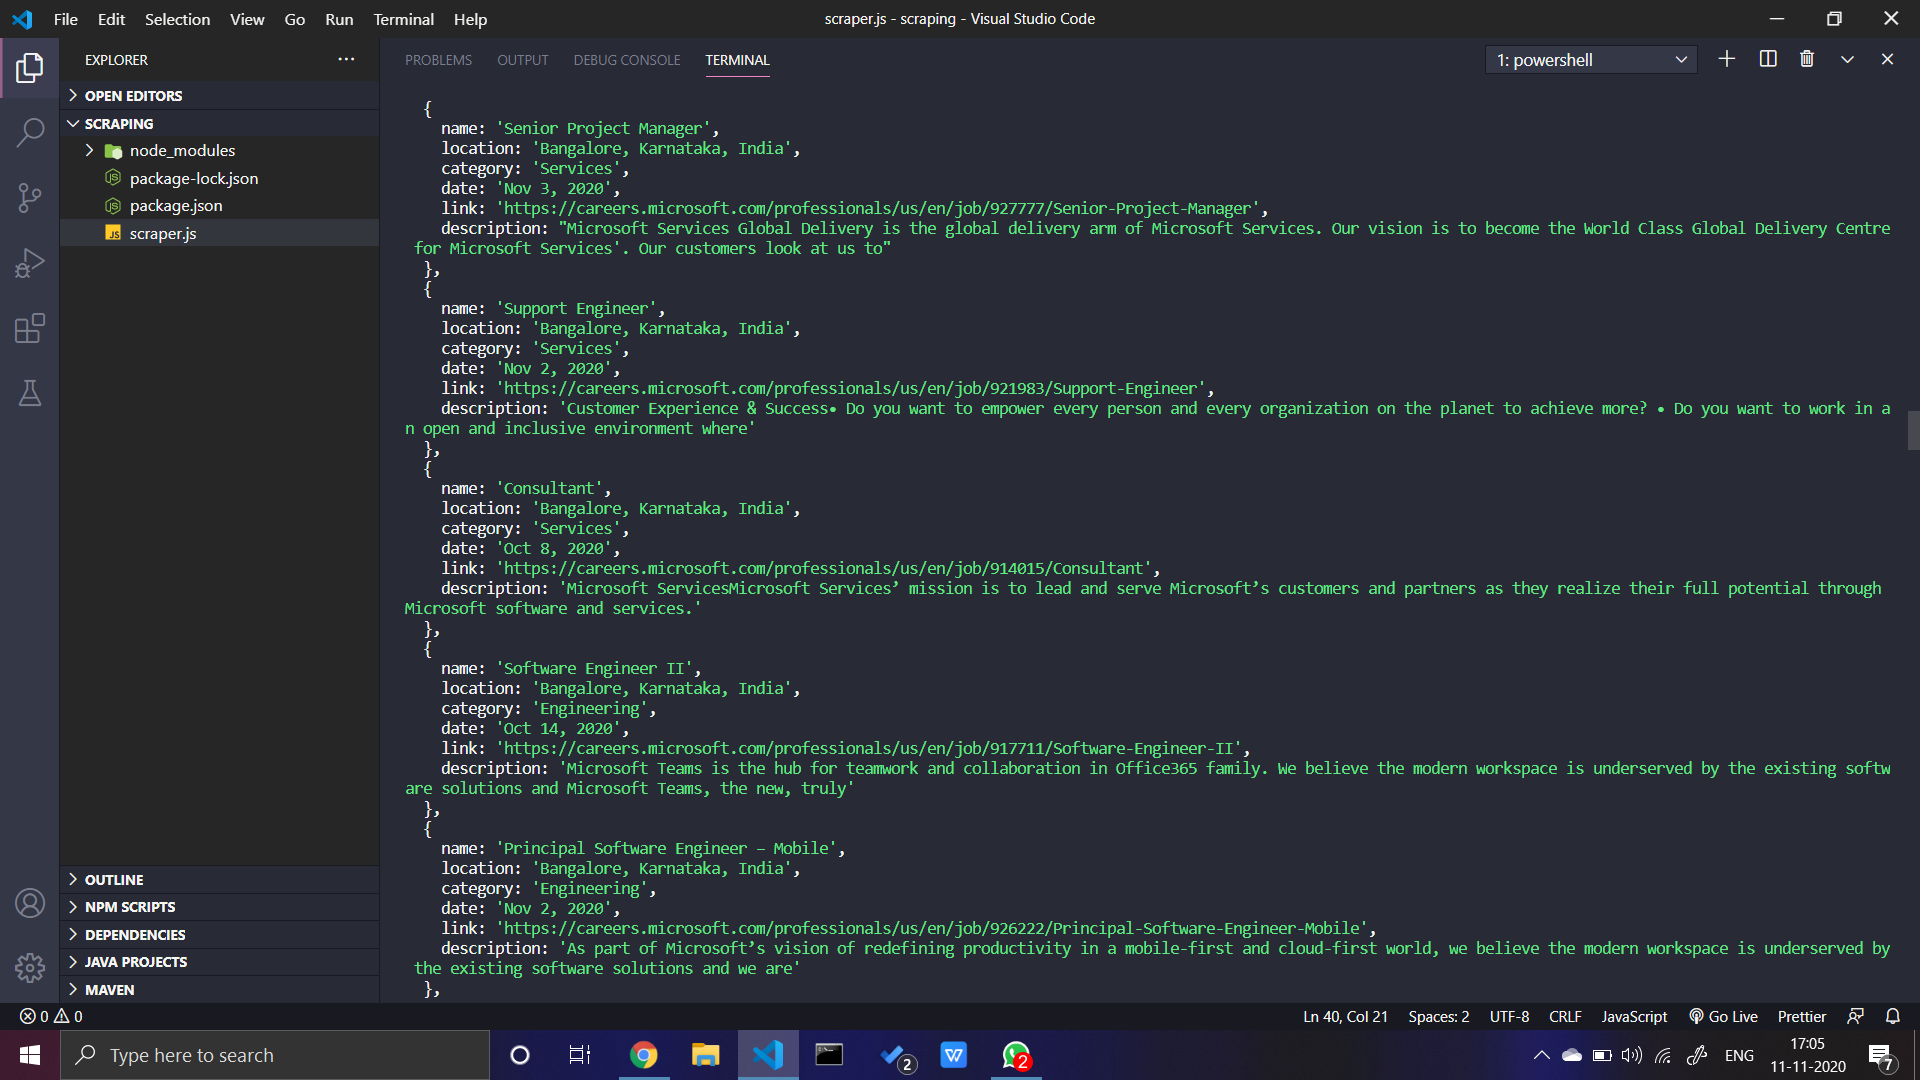 File Edit Selection View Go Run Terminal Help
scraper.js - scraping - Visual Studio Code
EXPLORER
OPEN EDITORS
SCRAPING
node_modules
package-lock.json
package.json
JS scraper.js
OUTLINE
NPM SCRIPTS
DEPENDENCIES
JAVA PROJECTS
MAVEN
PROBLEMS OUTPUT DEBUG CONSOLE TERMINAL
1: powershell
{
name: 'Senior Project Manager',
location: 'Bangalore, Karnataka, India',
category: 'Services',
date: 'Nov 3, 2020',
link: 'https://careers.microsoft.com/professionals/us/en/job/927777/Senior-Project-Manager',
description: "Microsoft Services Global Delivery is the global delivery arm of Microsoft Services. Our vision is to become the World Class Global Delivery Centre
for Microsoft Services'. Our customers look at us to"
},
{
name: 'Support Engineer',
location: 'Bangalore, Karnataka, India',
category: 'Services',
date: 'Nov 2, 2020',
link: 'https://careers.microsoft.com/professionals/us/en/job/921983/Support-Engineer',
description: 'Customer Experience & Success• Do you want to empower every person and every organization on the planet to achieve more? • Do you want to work in a
n open and inclusive environment where'
},
{
name: 'Consultant',
location: 'Bangalore, Karnataka, India',
category: 'Services',
date: 'Oct 8, 2020',
link: 'https://careers.microsoft.com/professionals/us/en/job/914015/Consultant',
description: 'Microsoft ServicesMicrosoft Services’ mission is to lead and serve Microsoft’s customers and partners as they realize their full potential through
Microsoft software and services.'
},
{
name: 'Software Engineer II',
location: 'Bangalore, Karnataka, India',
category: 'Engineering',
date: 'Oct 14, 2020',
link: 'https://careers.microsoft.com/professionals/us/en/job/917711/Software-Engineer-II',
description: 'Microsoft Teams is the hub for teamwork and collaboration in Office365 family. We believe the modern workspace is underserved by the existing softw
are solutions and Microsoft Teams, the new, truly'
},
{
name: 'Principal Software Engineer – Mobile',
location: 'Bangalore, Karnataka, India',
category: 'Engineering',
date: 'Nov 2, 2020',
link: 'https://careers.microsoft.com/professionals/us/en/job/926222/Principal-Software-Engineer-Mobile',
description: 'As part of Microsoft’s vision of redefining productivity in a mobile-first and cloud-first world, we believe the modern workspace is underserved by
the existing software solutions and we are'
},
0 0
Ln 40, Col 21 Spaces: 2 UTF-8 CRLF JavaScript Go Live Prettier
Type here to search
2
W
2
ENG
17:05
11-11-2020
7